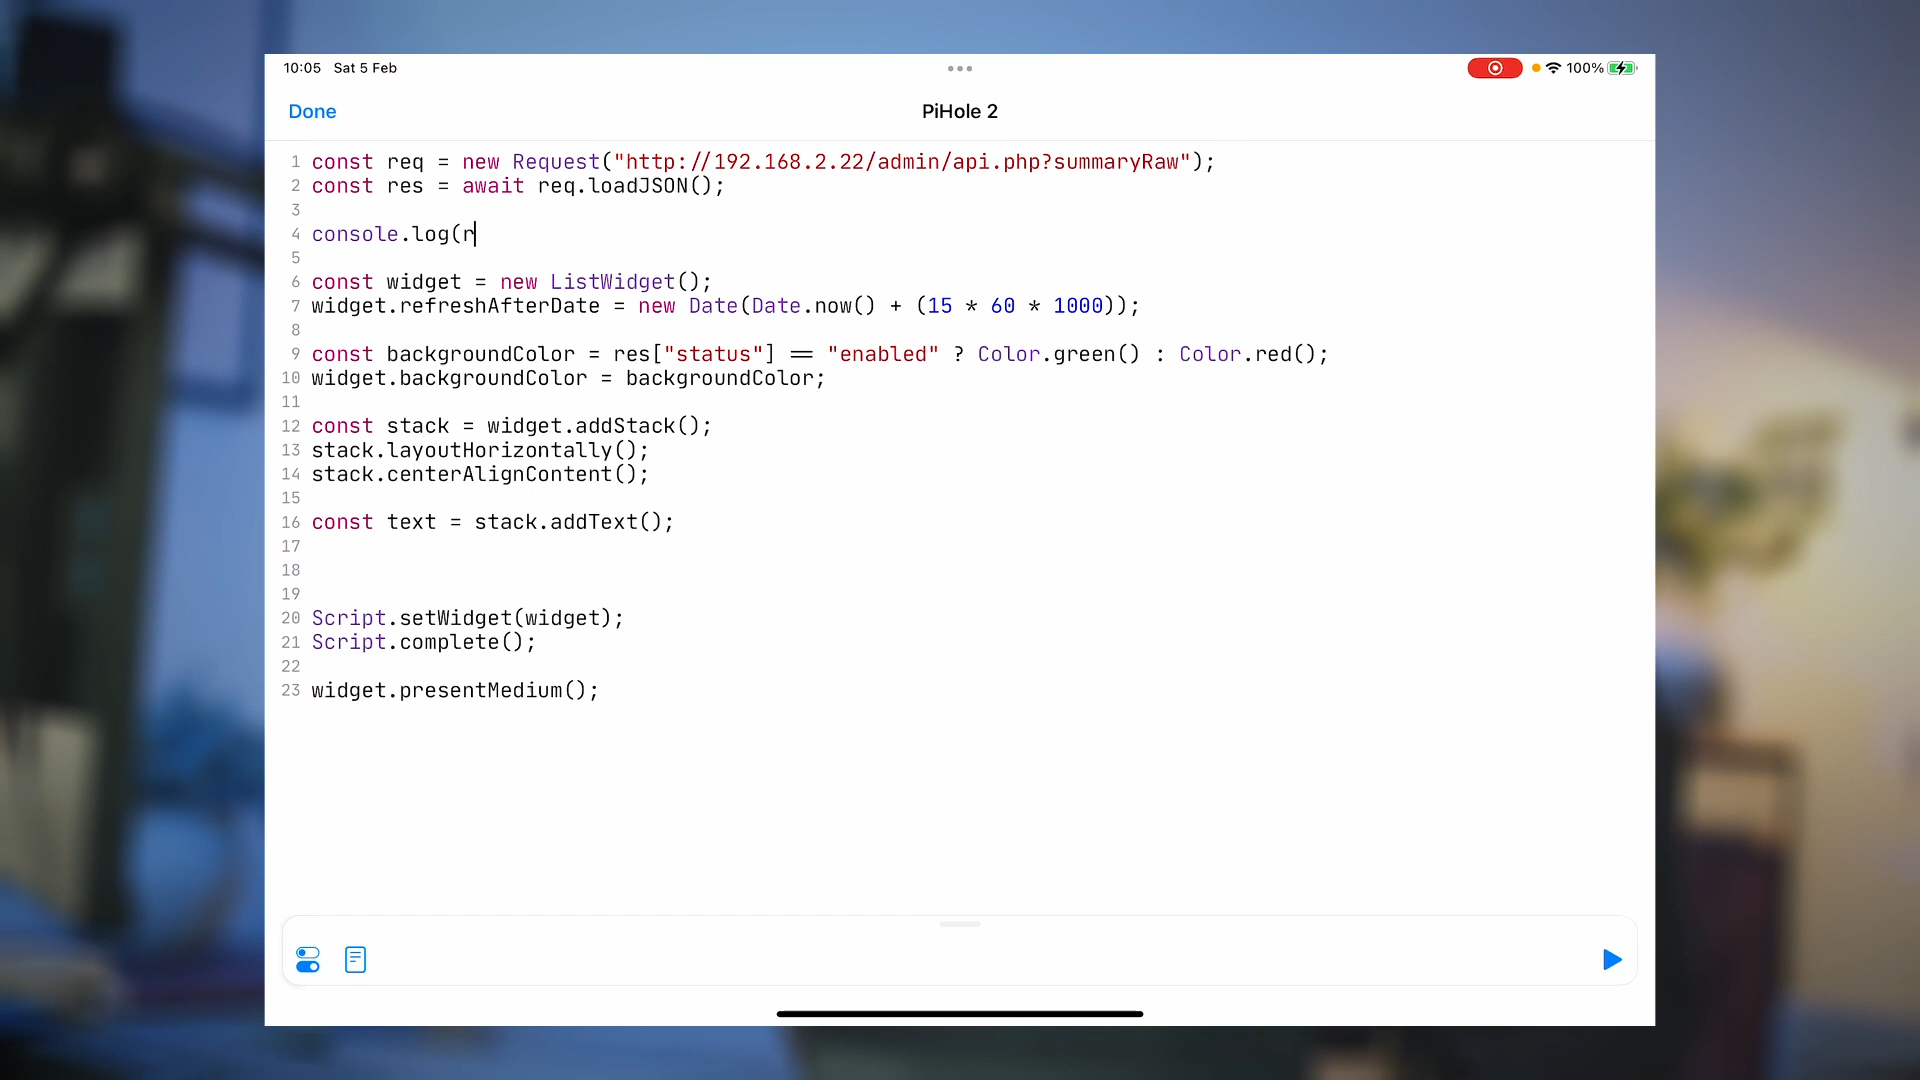 10:05 Sat 5 Feb
100%
Done
PiHole 2
1 const req = new Request("http://192.168.2.22/admin/api.php?summaryRaw");
2 const res = await req.loadJSON();
3
4 console.log(r
5
6 const widget = new ListWidget();
7 widget.refreshAfterDate = new Date(Date.now() + (15 * 60 * 1000));
8
9 const backgroundColor = res["status"] == "enabled" ? Color.green() : Color.red();
10 widget.backgroundColor = backgroundColor;
11
12 const stack = widget.addStack();
13 stack.layoutHorizontally();
14 stack.centerAlignContent();
15
16 const text = stack.addText();
17
18
19
20 Script.setWidget(widget);
21 Script.complete();
22
23 widget.presentMedium();